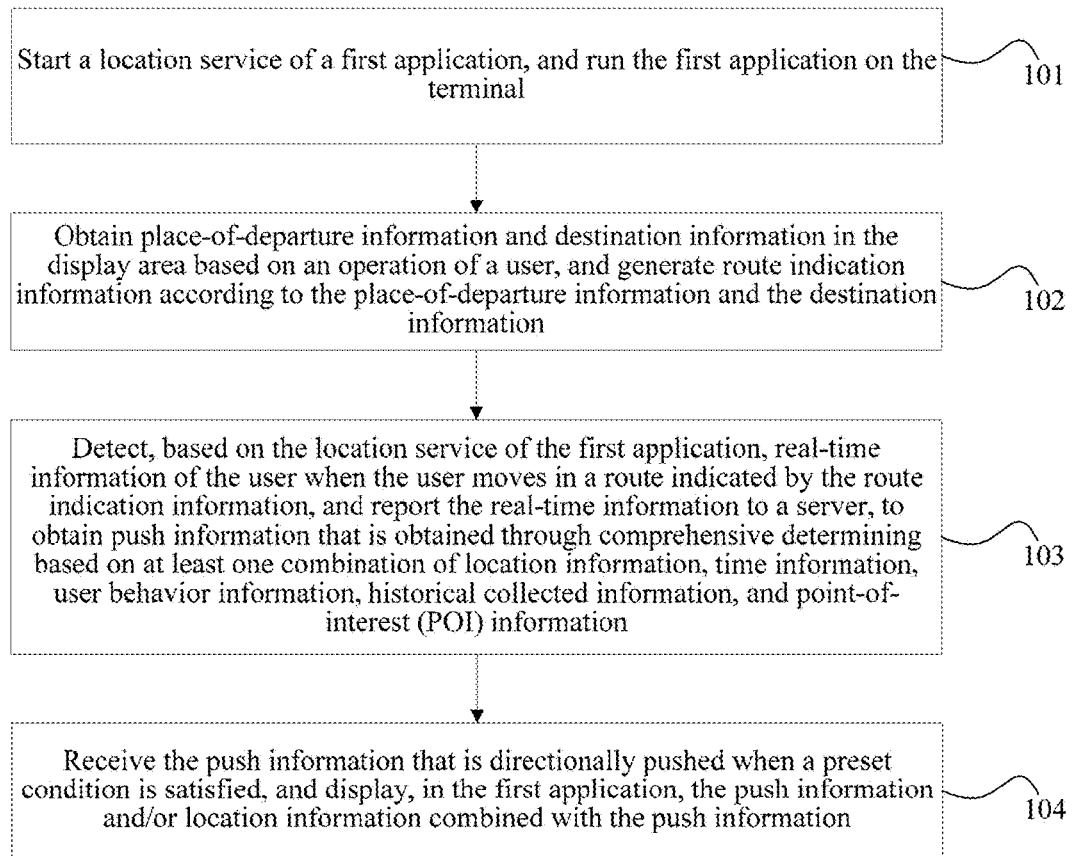 Start a location service of a first application, and run the first application on the
terminal
101
Obtain place-of-departure information and destination information in the
display area based on an operation of a user, and generate route indication
information according to the place-of-departure information and the destination
information
102
Detect, based on the location service of the first application, real-time
information of the user when the user moves in a route indicated by the route
indication information, and report the real-time information to a server, to
obtain push information that is obtained through comprehensive determining
based on at least one combination of location information, time information,
user behavior information, historical collected information, and point-of-
interest (POI) information
103
Receive the push information that is directionally pushed when a preset
condition is satisfied, and display, in the first application, the push information
and/or location information combined with the push information
104